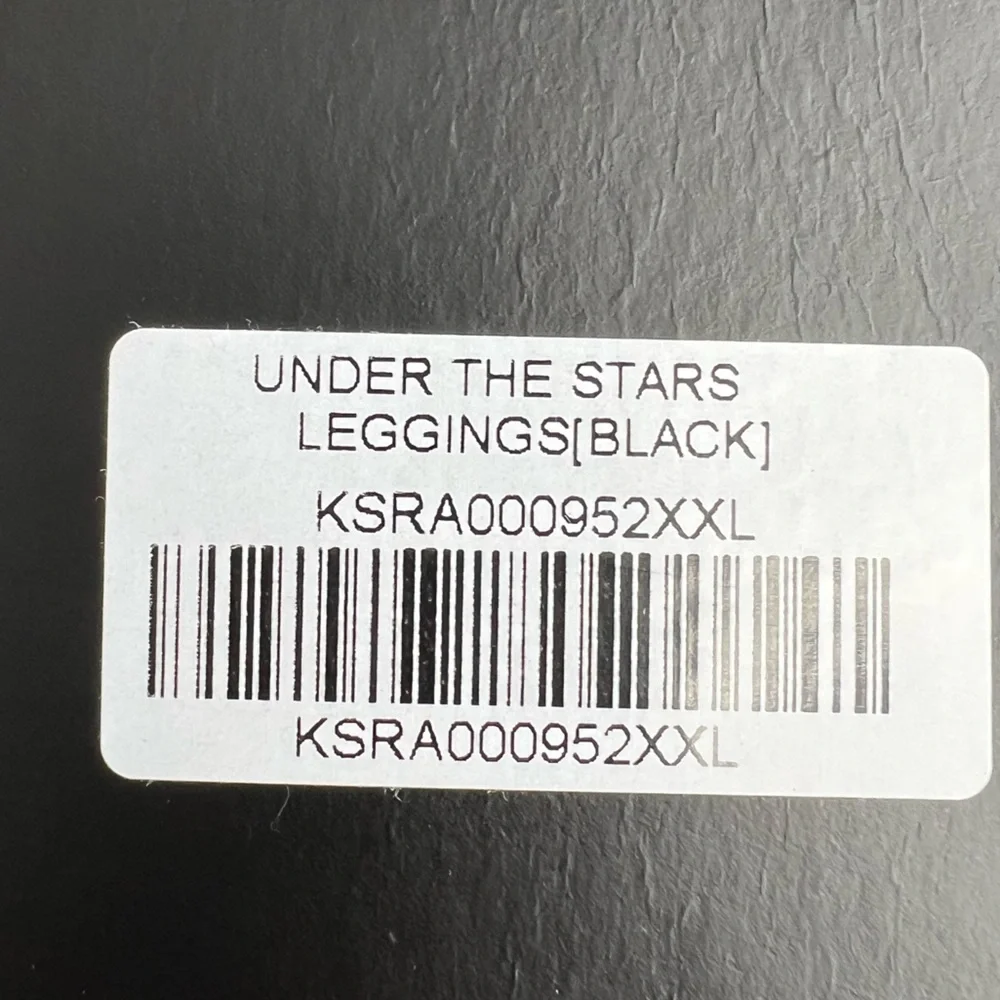 UNDER THE STARS
LEGGINGS[BLACK]
KSRA000952XXL
KSRA000952XXL